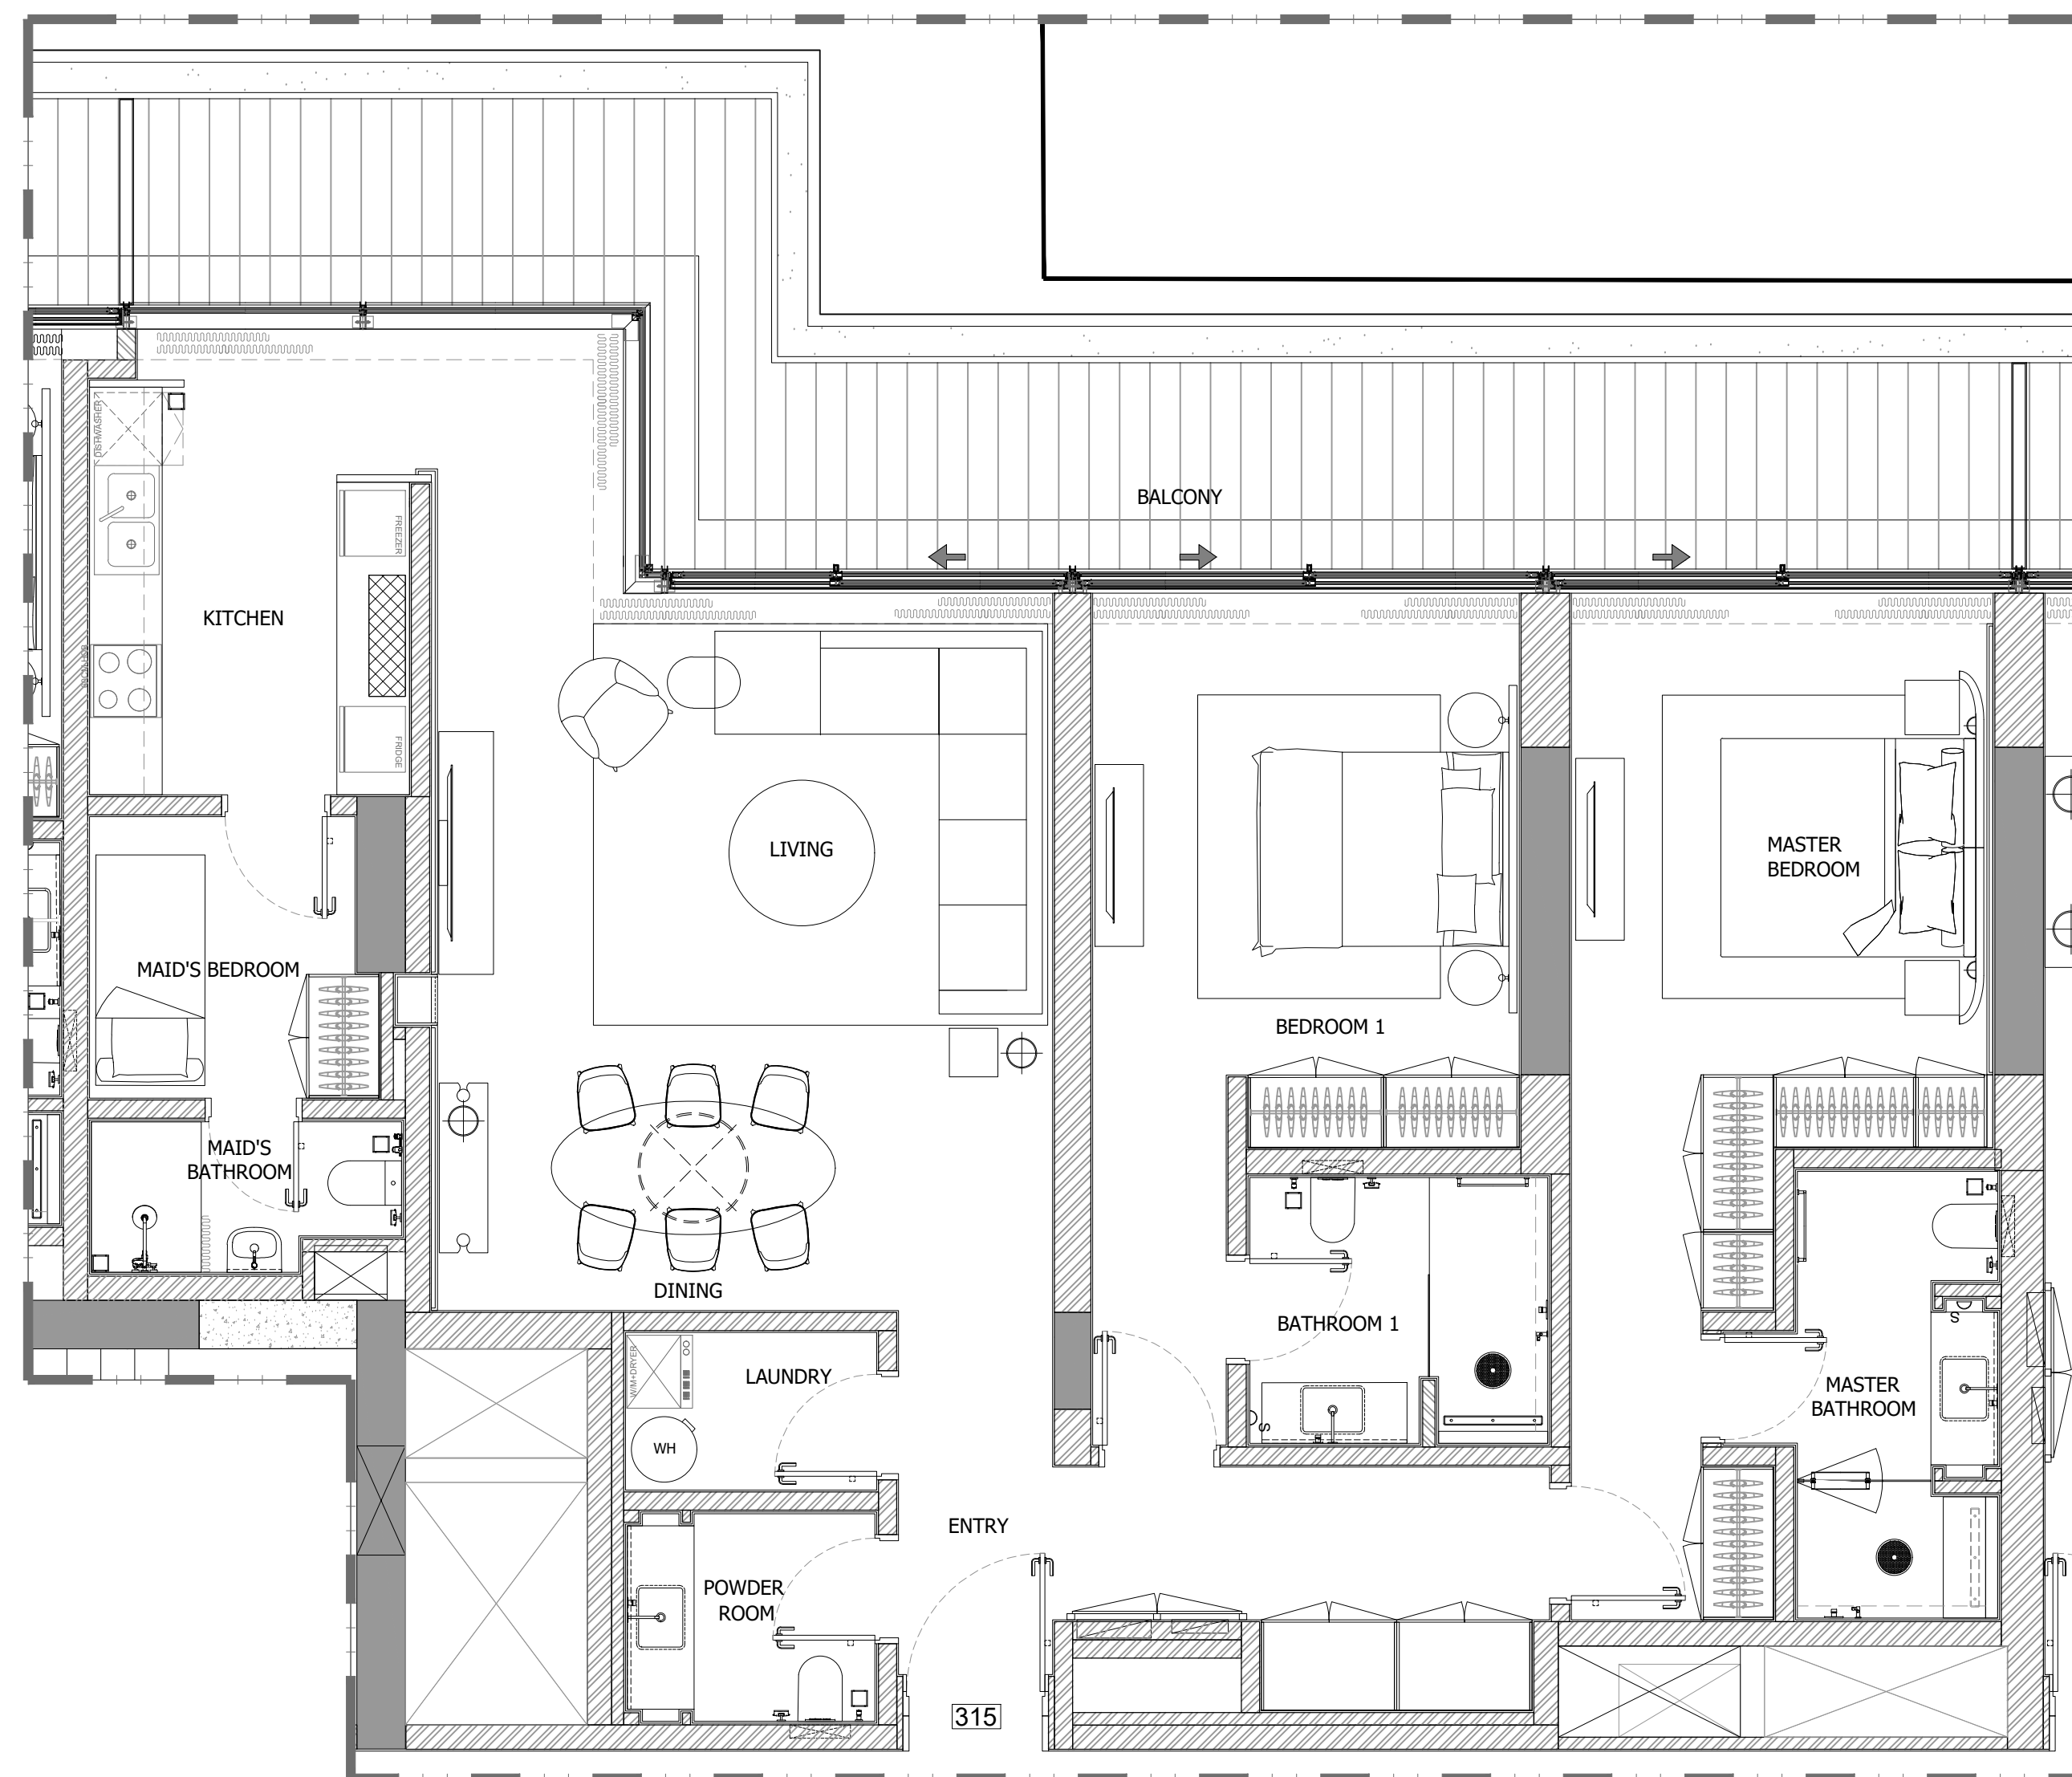 BALCONY
DISHWASHER
FREEZER
KITCHEN
FRIDGE
LIVING
MASTER
BEDROOM
MAID'S BEDROOM
BEDROOM 1
MAID'S
BATHROOM
DINING
BATHROOM 1
S
S
W/M+DRYER
LAUNDRY
MASTER
BATHROOM
WH
ENTRY
POWDER
ROOM
315